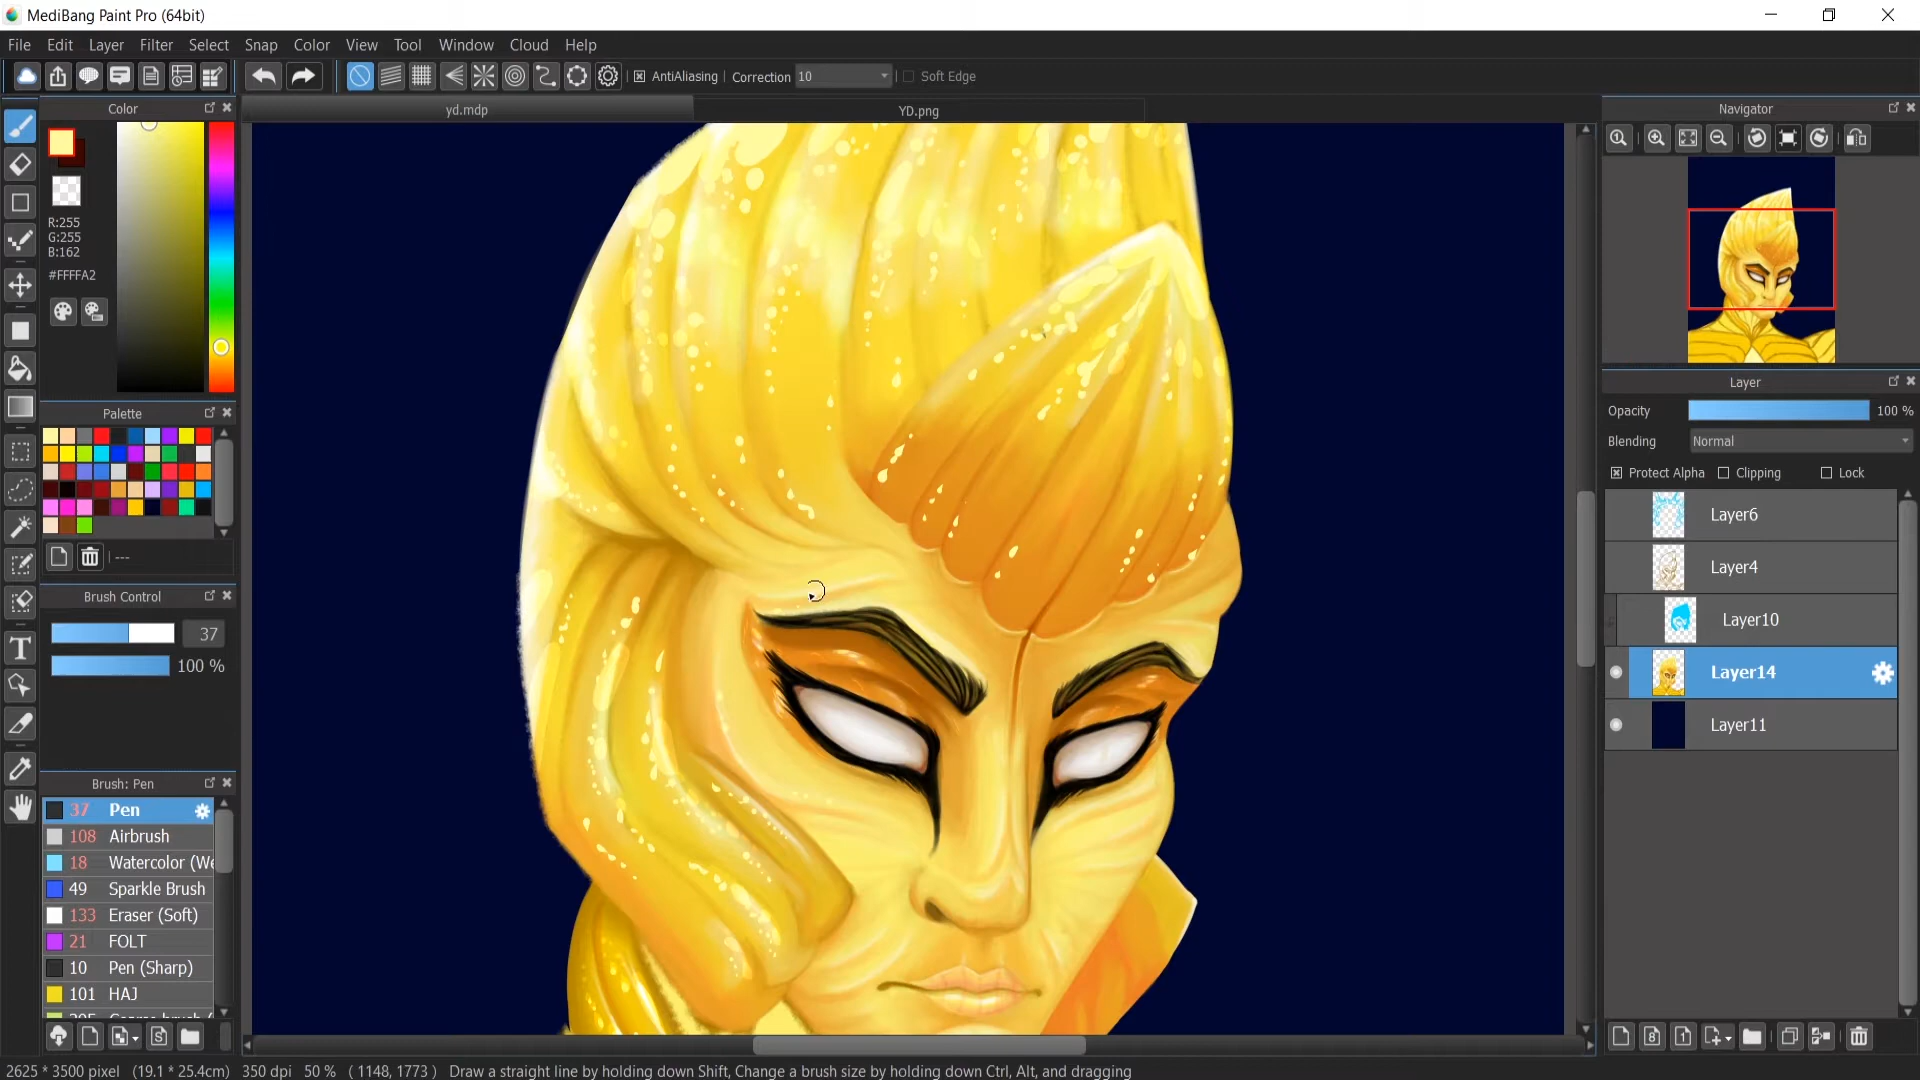 MediBang Paint Pro (64bit)
File Edit Layer Filter Select Snap Color View Tool Window Cloud Help
AntiAliasing Correction 10 Soft Edge
Color
yd.mdp
YD.png
Navigator
R:255
G:255
B:162
#FFFFA2
Layer
Opacity 100 %
Blending Normal
Protect Alpha Clipping Lock
Palette
Layer6
Layer4
---
Brush Control
Layer10
37
100 %
Layer14
Layer11
Brush: Pen
37 Pen
108 Airbrush
18 Watercolor (We
49 Sparkle Brush
133 Eraser (Soft)
21 FOLT
10 Pen (Sharp)
101 HAJ
2625 * 3500 pixel (19.1 * 25.4cm) 350 dpi 50 % ( 1148, 1773 ) Draw a straight line by holding down Shift, Change a brush size by holding down Ctrl, Alt, and dragging